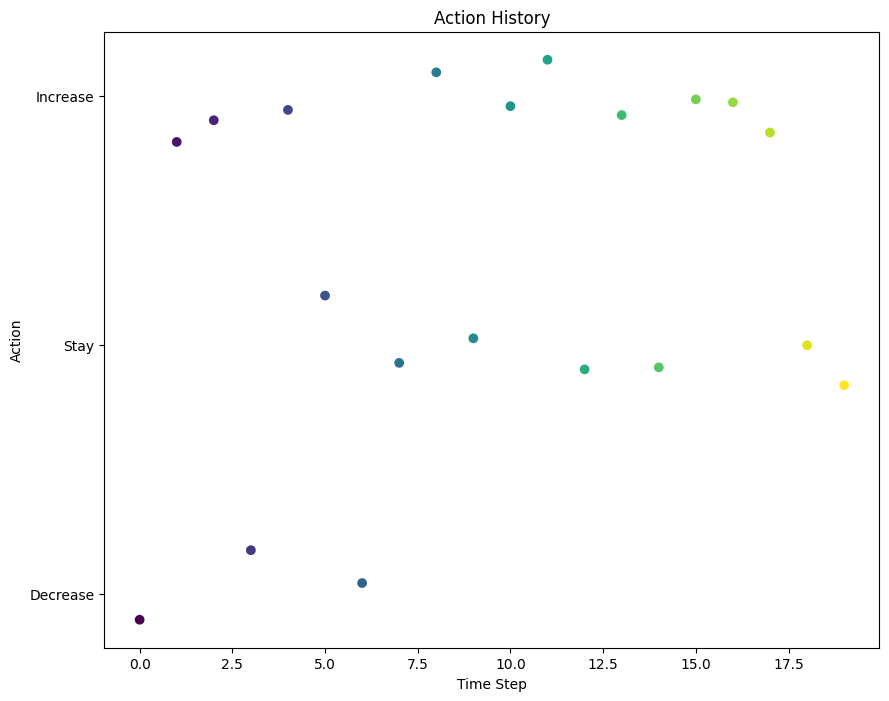 Action History
Increase
Stay
Decrease
Action
0.0 2.5 5.0 7.5 10.0 12.5 15.0 17.5
Time Step